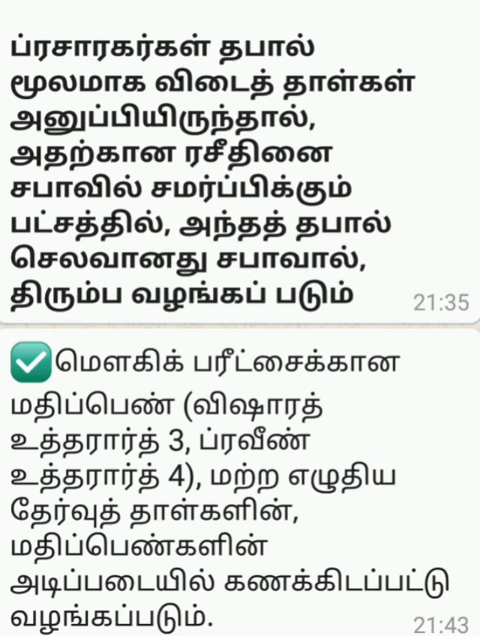 ப்ரசாரகர்கள் தபால்
மூலமாக விடைத் தாள்கள்
அனுப்பியிருந்தால்,
அதற்கான ரசீதினை
சபாவில் சமர்ப்பிக்கும்
பட்சத்தில், அந்தத் தபால்
செலவானது சபாவால்,
திரும்ப வழங்கப் படும்
21:35
✅மௌகிக் பரீட்சைக்கான
மதிப்பெண் (விஷாரத்
உத்தரார்த் 3, ப்ரவீண்
உத்தரார்த் 4), மற்ற எழுதிய
தேர்வுத் தாள்களின்,
மதிப்பெண்களின்
அடிப்படையில் கணக்கிடப்பட்டு
வழங்கப்படும்.
21:43